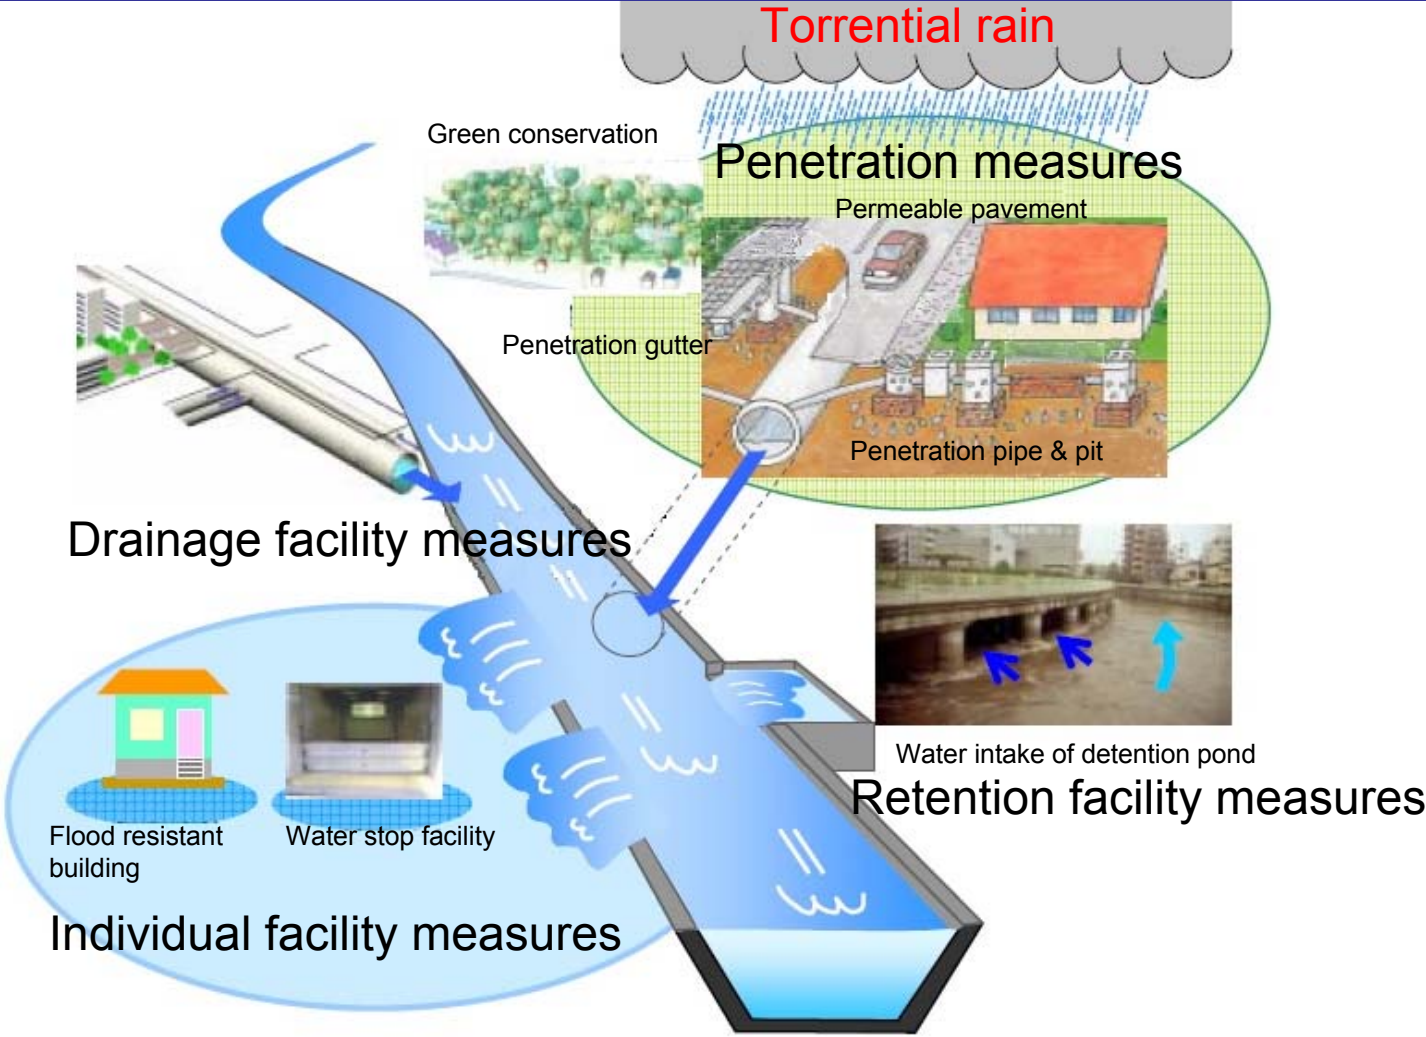 Torrential rain
Green conservation
Penetration measures
Permeable pavement
Penetration gutter
Penetration pipe & pit
Drainage facility measures
Water intake of detention pond
Retention facility measures
Flood resistant
building
Water stop facility
Individual facility measures